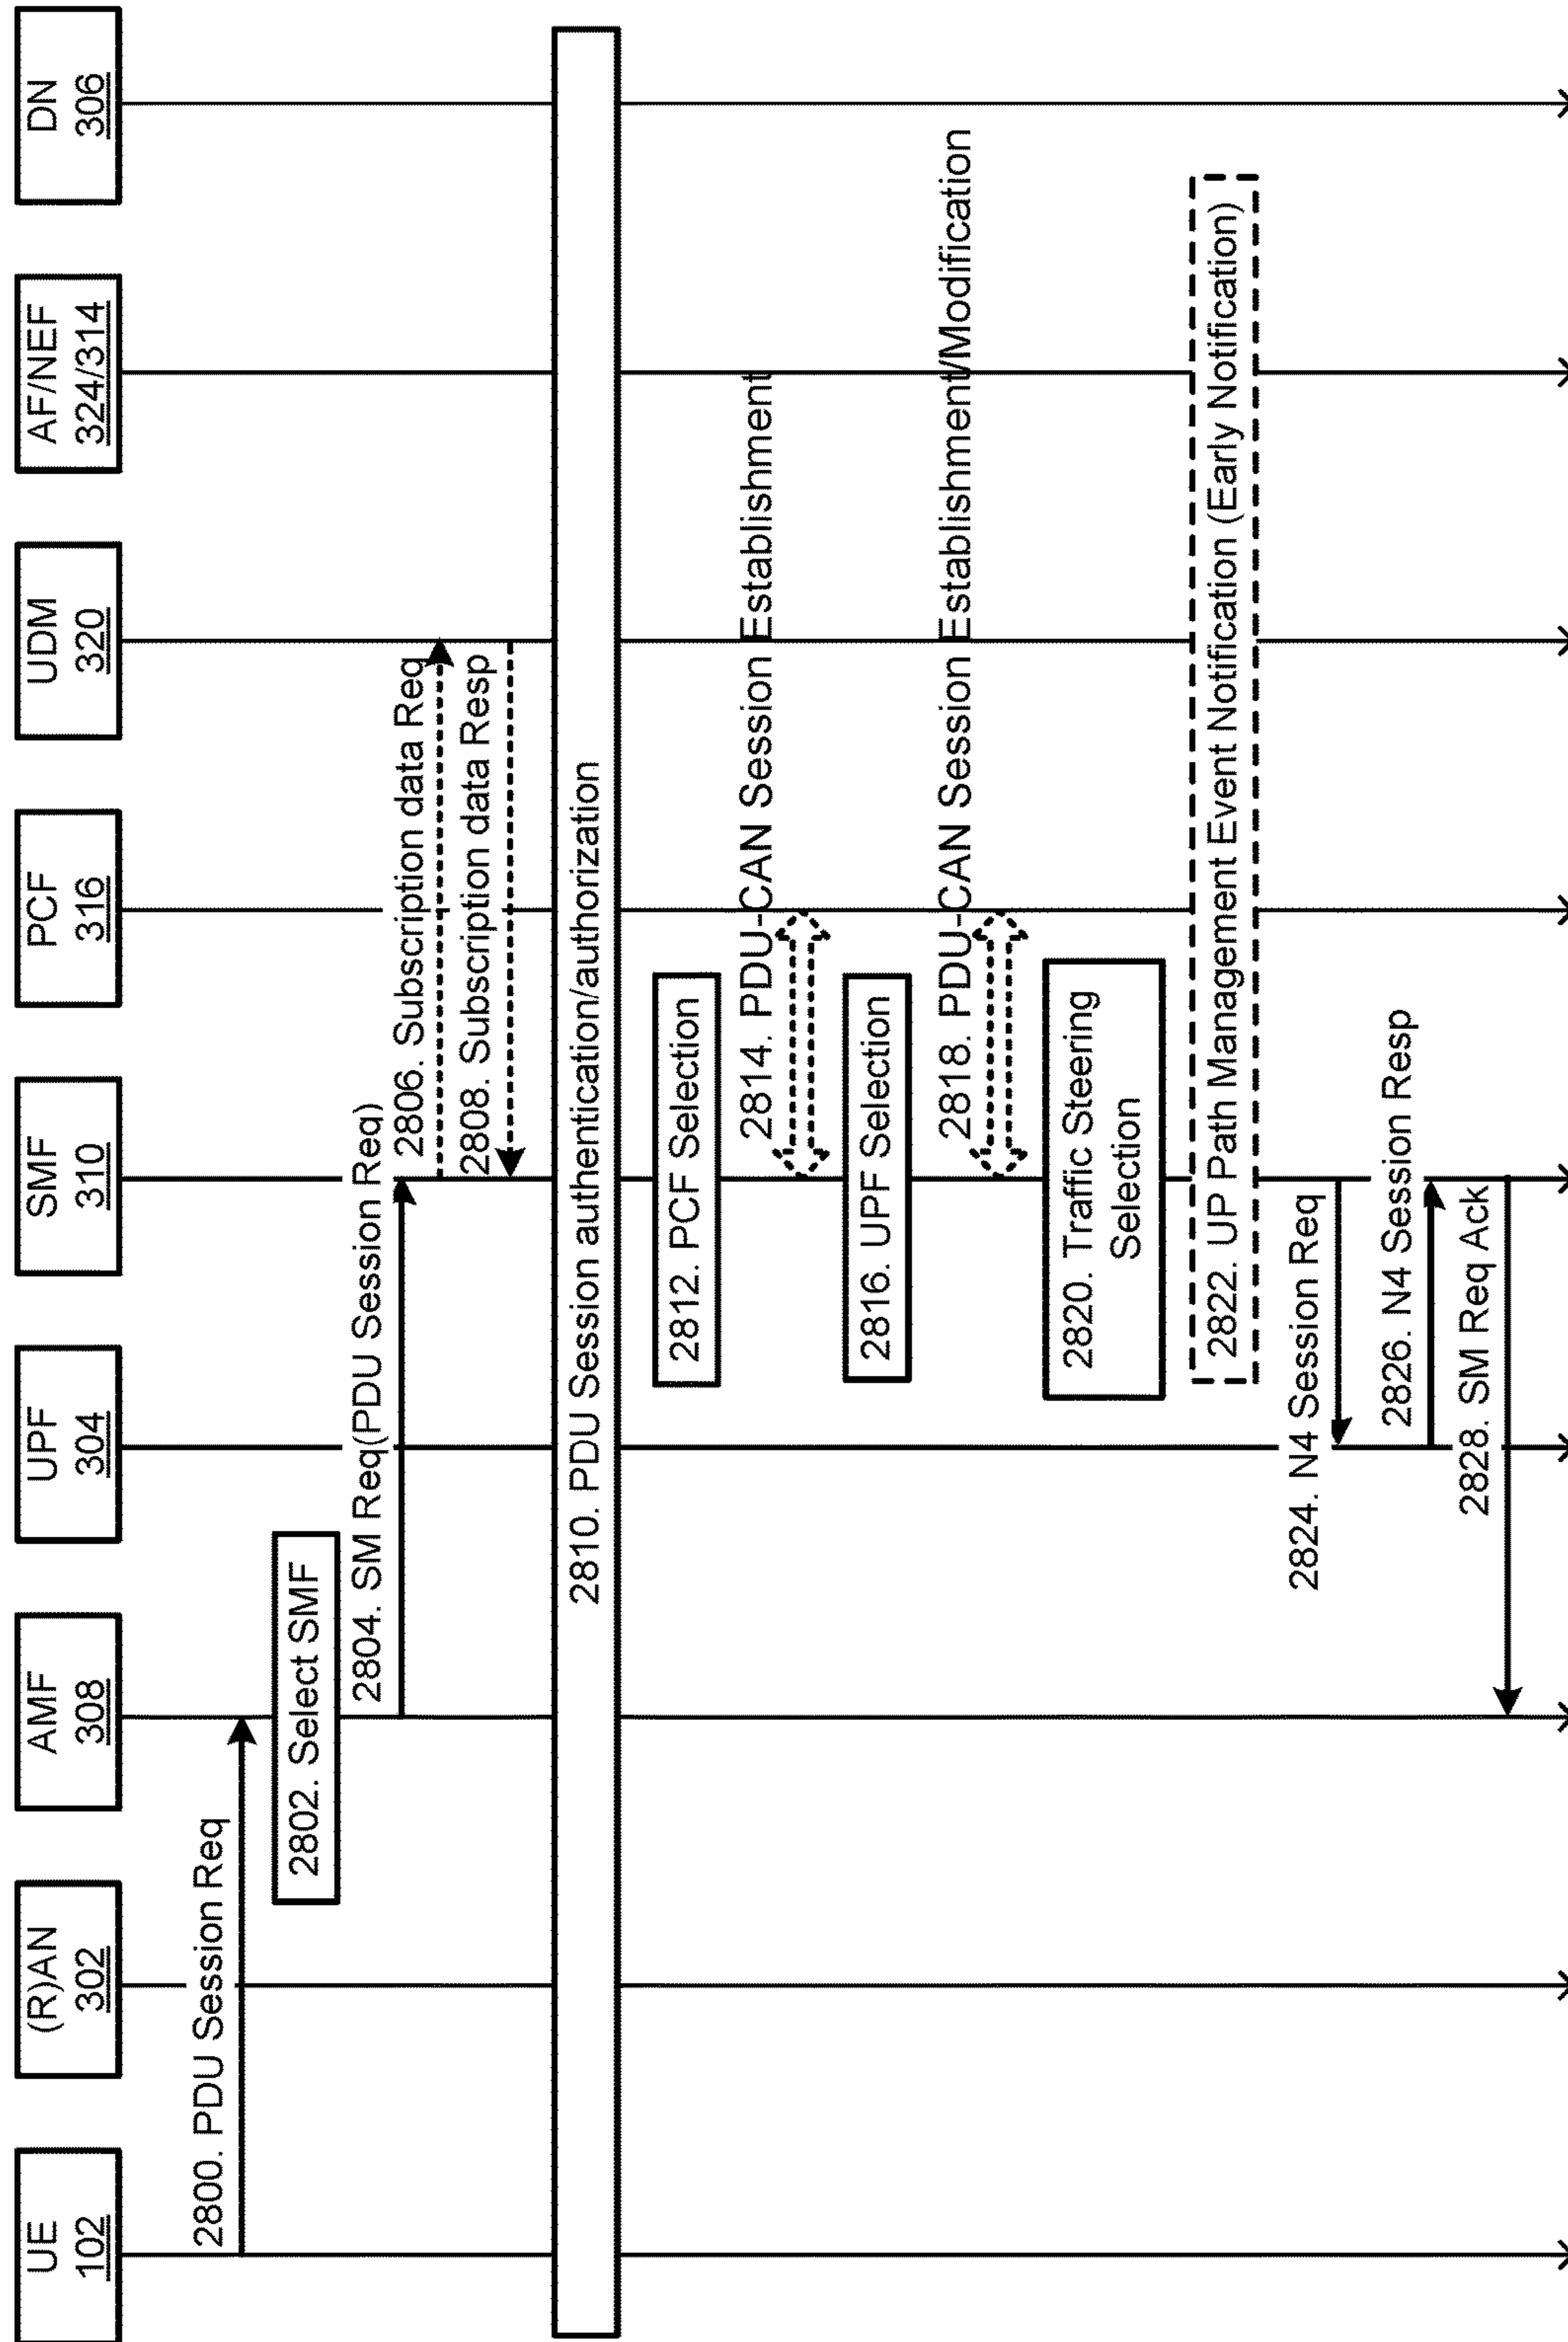 UE
102
(R)AN
302
AMF
308
UPF
304
SMF
310
PCF
316
UDM
320
AF/NEF
324/314
DN
306
2800. PDU Session Req
2802. Select SMF
2804. SM Req(PDU Session Req)
2806. Subscription data Req
2808. Subscription data Resp
2810. PDU Session authentication/authorization
2812. PCF Selection
2814. PDU-CAN Session Establishment
2816. UPF Selection
2818. PDU-CAN Session Establishment/Modification
2820. Traffic Steering
Selection
2822. UP Path Management Event Notification (Early Notification)
2824. N4 Session Req
2826. N4 Session Resp
2828. SM Req Ack